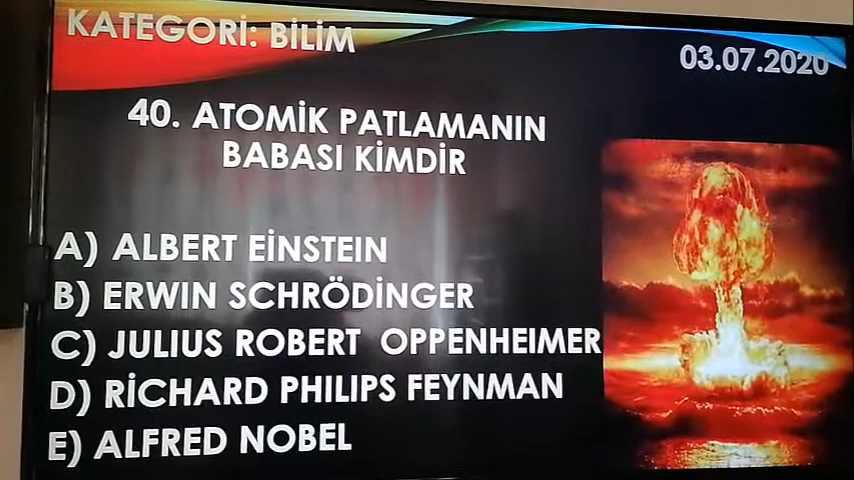 KATEGORİ: BİLİM
03.07.2020
40. ATOMİK PATLAMANIN
BABASI KİMDİR
A) ALBERT EİNSTEIN
B) ERWIN SCHRÖDINGER
C) JULIUS ROBERT OPPENHEIMER
D) RİCHARD PHILIPS FEYNMAN
E) ALFRED NOBEL